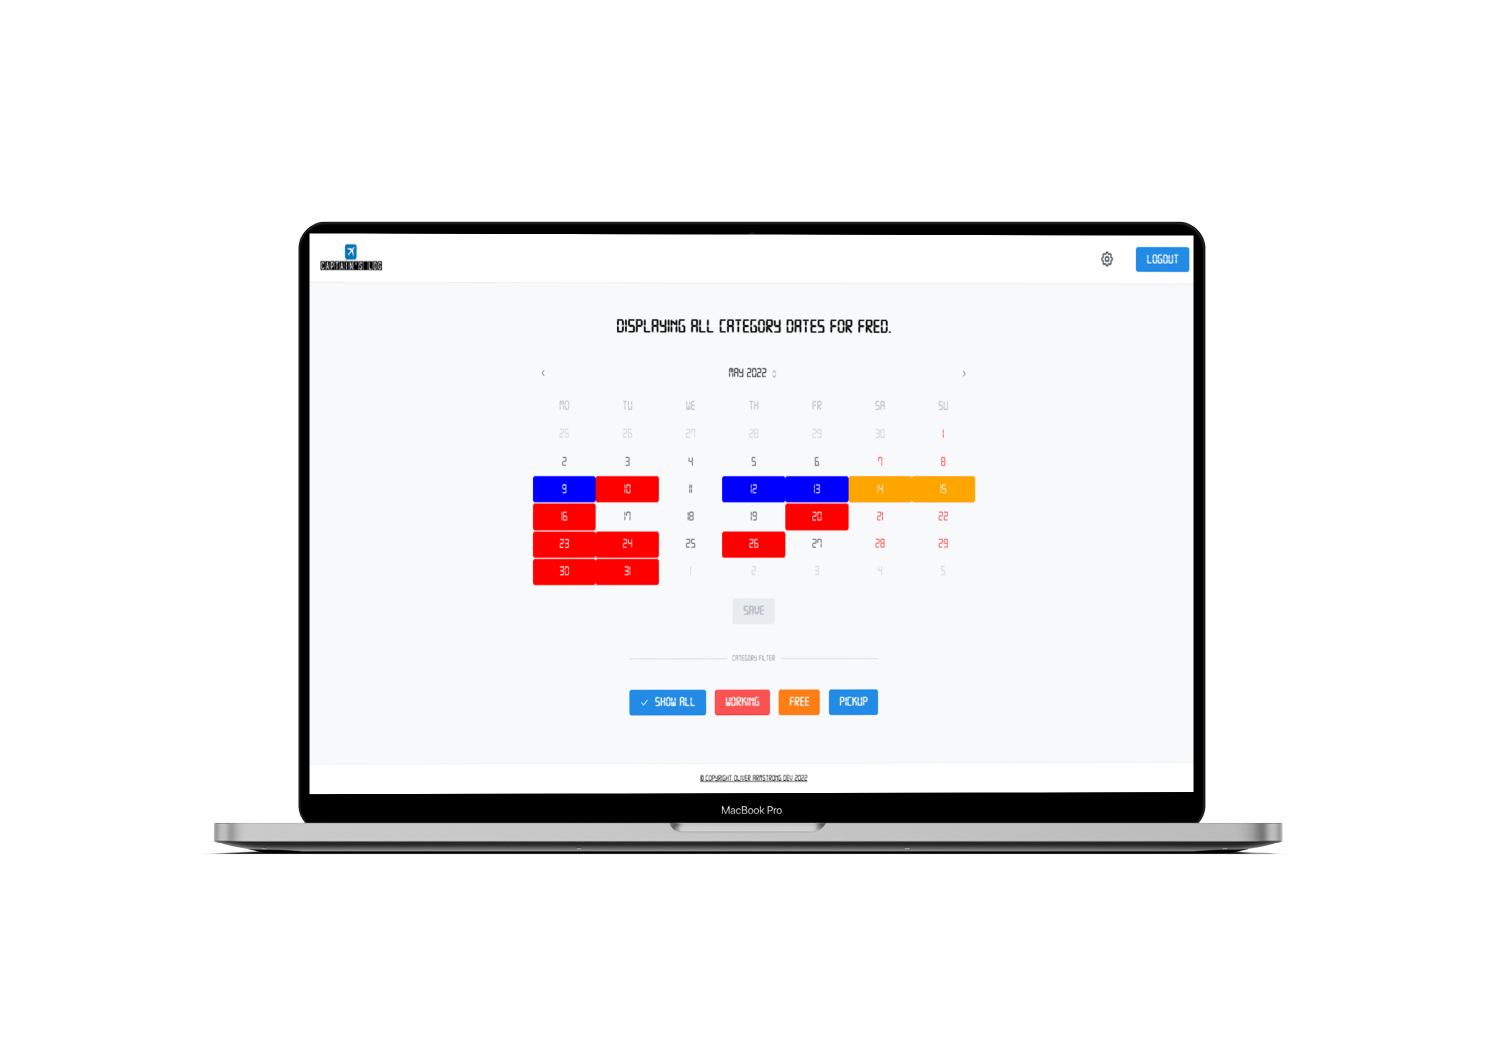 CAPTAIN'S LOG
LOGOUT
DISPLAYING ALL CATEGORY DATES FOR FRED.
MAY 2022
MO TU WE TH FR SA SU
25 26 27 28 29 30 1
2 3 4 5 6 7 8
9 10 11 12 13 14 15
16 17 18 19 20 21 22
23 24 25 26 27 28 29
30 31 1 2 3 4 5
SAVE
CATEGORY FILTER
SHOW ALL WORKING FREE PICKUP
© COPYRIGHT OLIVER ARMSTRONG DEV 2022
MacBook Pro